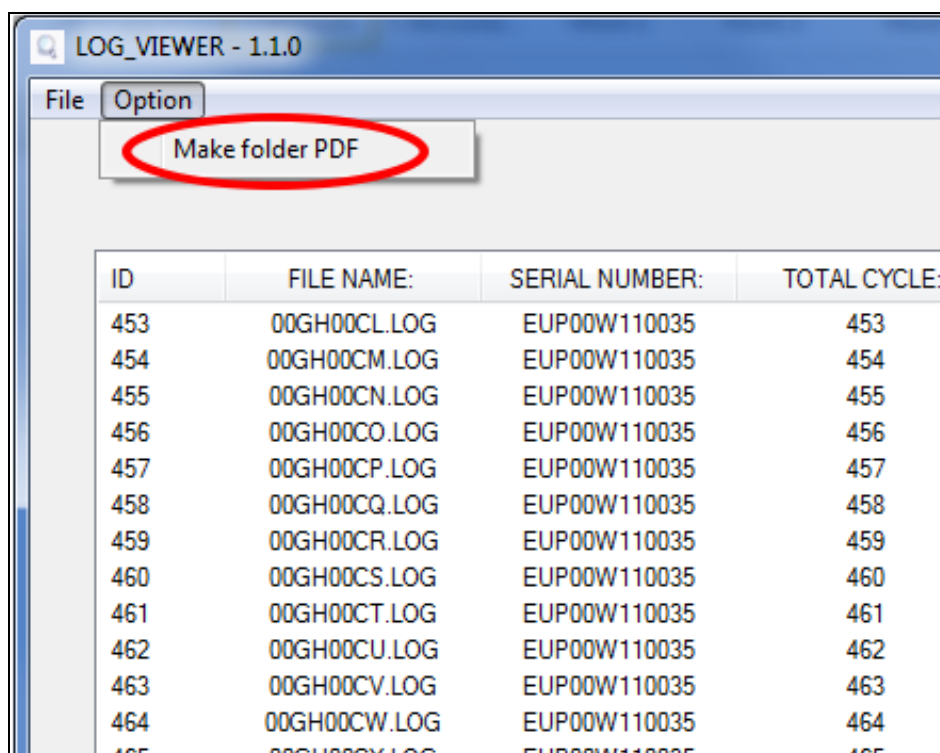 LOG_VIEWER - 1.1.0
File Option
Make folder PDF
ID FILE NAME: SERIAL NUMBER: TOTAL CYCLE:
453 00GH00CL.LOG EUP00W110035 453
454 00GH00CM.LOG EUP00W110035 454
455 00GH00CN.LOG EUP00W110035 455
456 00GH00CO.LOG EUP00W110035 456
457 00GH00CP.LOG EUP00W110035 457
458 00GH00CQ.LOG EUP00W110035 458
459 00GH00CR.LOG EUP00W110035 459
460 00GH00CS.LOG EUP00W110035 460
461 00GH00CT.LOG EUP00W110035 461
462 00GH00CU.LOG EUP00W110035 462
463 00GH00CV.LOG EUP00W110035 463
464 00GH00CW.LOG EUP00W110035 464